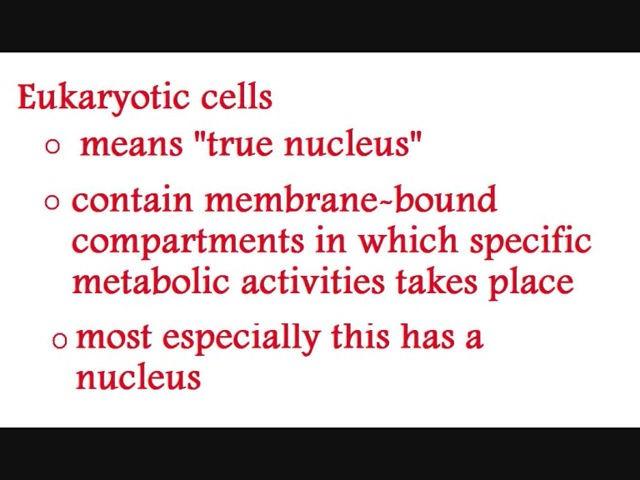 Eukaryotic cells
○ means "true nucleus"
○ contain membrane-bound
compartments in which specific
metabolic activities takes place
○ most especially this has a
nucleus